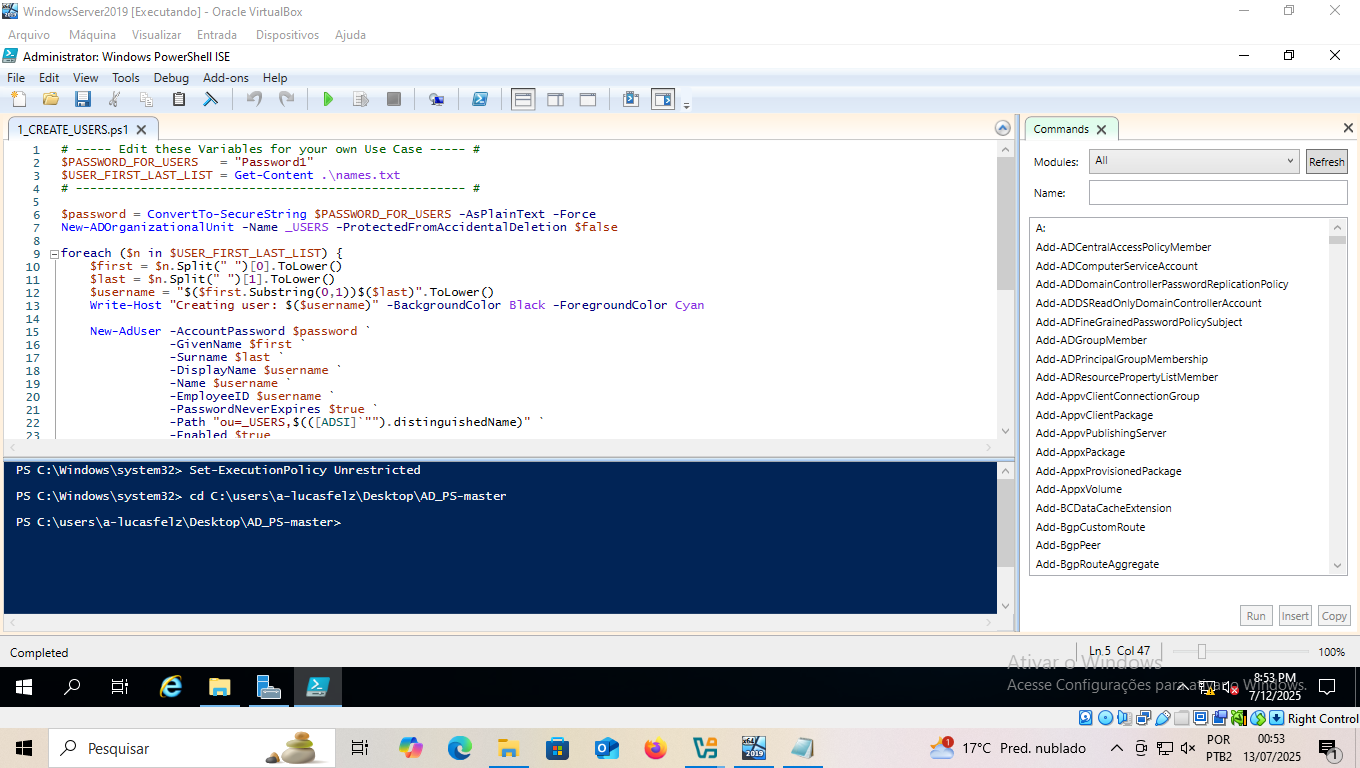 WindowsServer2019 [Executando] - Oracle VirtualBox
Arquivo Máquina Visualizar Entrada Dispositivos Ajuda
Administrator: Windows PowerShell ISE
File Edit View Tools Debug Add-ons Help
1_CREATE_USERS.ps1
1 # ----- Edit these Variables for your own Use Case ----- #
2 $PASSWORD_FOR_USERS = "Password1"
3 $USER_FIRST_LAST_LIST = Get-Content .\names.txt
4 # ------------------------------------------------------ #
5
6 $password = ConvertTo-SecureString $PASSWORD_FOR_USERS -AsPlainText -Force
7 New-ADOrganizationalUnit -Name _USERS -ProtectedFromAccidentalDeletion $false
8
9 foreach ($n in $USER_FIRST_LAST_LIST) {
10 $first = $n.Split(" ")[0].ToLower()
11 $last = $n.Split(" ")[1].ToLower()
12 $username = "$($first.Substring(0,1))$($last)".ToLower()
13 Write-Host "Creating user: $($username)" -BackgroundColor Black -ForegroundColor Cyan
14
15 New-AdUser -AccountPassword $password `
16 -GivenName $first `
17 -Surname $last `
18 -DisplayName $username `
19 -Name $username `
20 -EmployeeID $username `
21 -PasswordNeverExpires $true `
22 -Path "ou=_USERS,$(([ADSI]`"").distinguishedName)" `
23 -Enabled $true
PS C:\Windows\system32> Set-ExecutionPolicy Unrestricted
PS C:\Windows\system32> cd C:\users\a-lucasfelz\Desktop\AD_PS-master
PS C:\users\a-lucasfelz\Desktop\AD_PS-master>
Commands
Modules: All Refresh
Name:
A:
Add-ADCentralAccessPolicyMember
Add-ADComputerServiceAccount
Add-ADDomainControllerPasswordReplicationPolicy
Add-ADDSReadOnlyDomainControllerAccount
Add-ADFineGrainedPasswordPolicySubject
Add-ADGroupMember
Add-ADPrincipalGroupMembership
Add-ADResourcePropertyListMember
Add-AppvClientConnectionGroup
Add-AppvClientPackage
Add-AppvPublishingServer
Add-AppxPackage
Add-AppxProvisionedPackage
Add-AppxVolume
Add-BCDataCacheExtension
Add-BgpCustomRoute
Add-BgpPeer
Add-BgpRouteAggregate
Run Insert Copy
Completed
Ln 5 Col 47
100%
Ativar o Windows
Acesse Configurações para ativar o Windows.
8:53 PM
7/12/2025
Right Control
Pesquisar
x64
2019
1
17°C Pred. nublado
POR
PTB2
00:53
13/07/2025
1